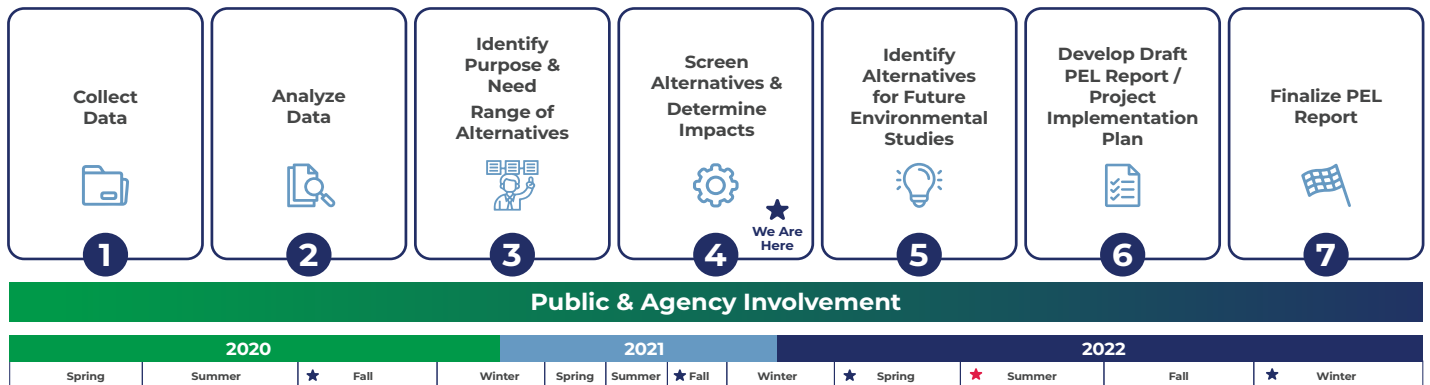 Collect
Data
1
Analyze
Data
2
Identify
Purpose &
Need
Range of
Alternatives
3
Screen
Alternatives &
Determine
Impacts
We Are
Here
4
Identify
Alternatives
for Future
Environmental
Studies
5
Develop Draft
PEL Report /
Project
Implementation
Plan
6
Finalize PEL
Report
7
Public & Agency Involvement
2020 2021 2022
Spring Summer Fall Winter Spring Summer Fall Winter Spring Summer Fall Winter